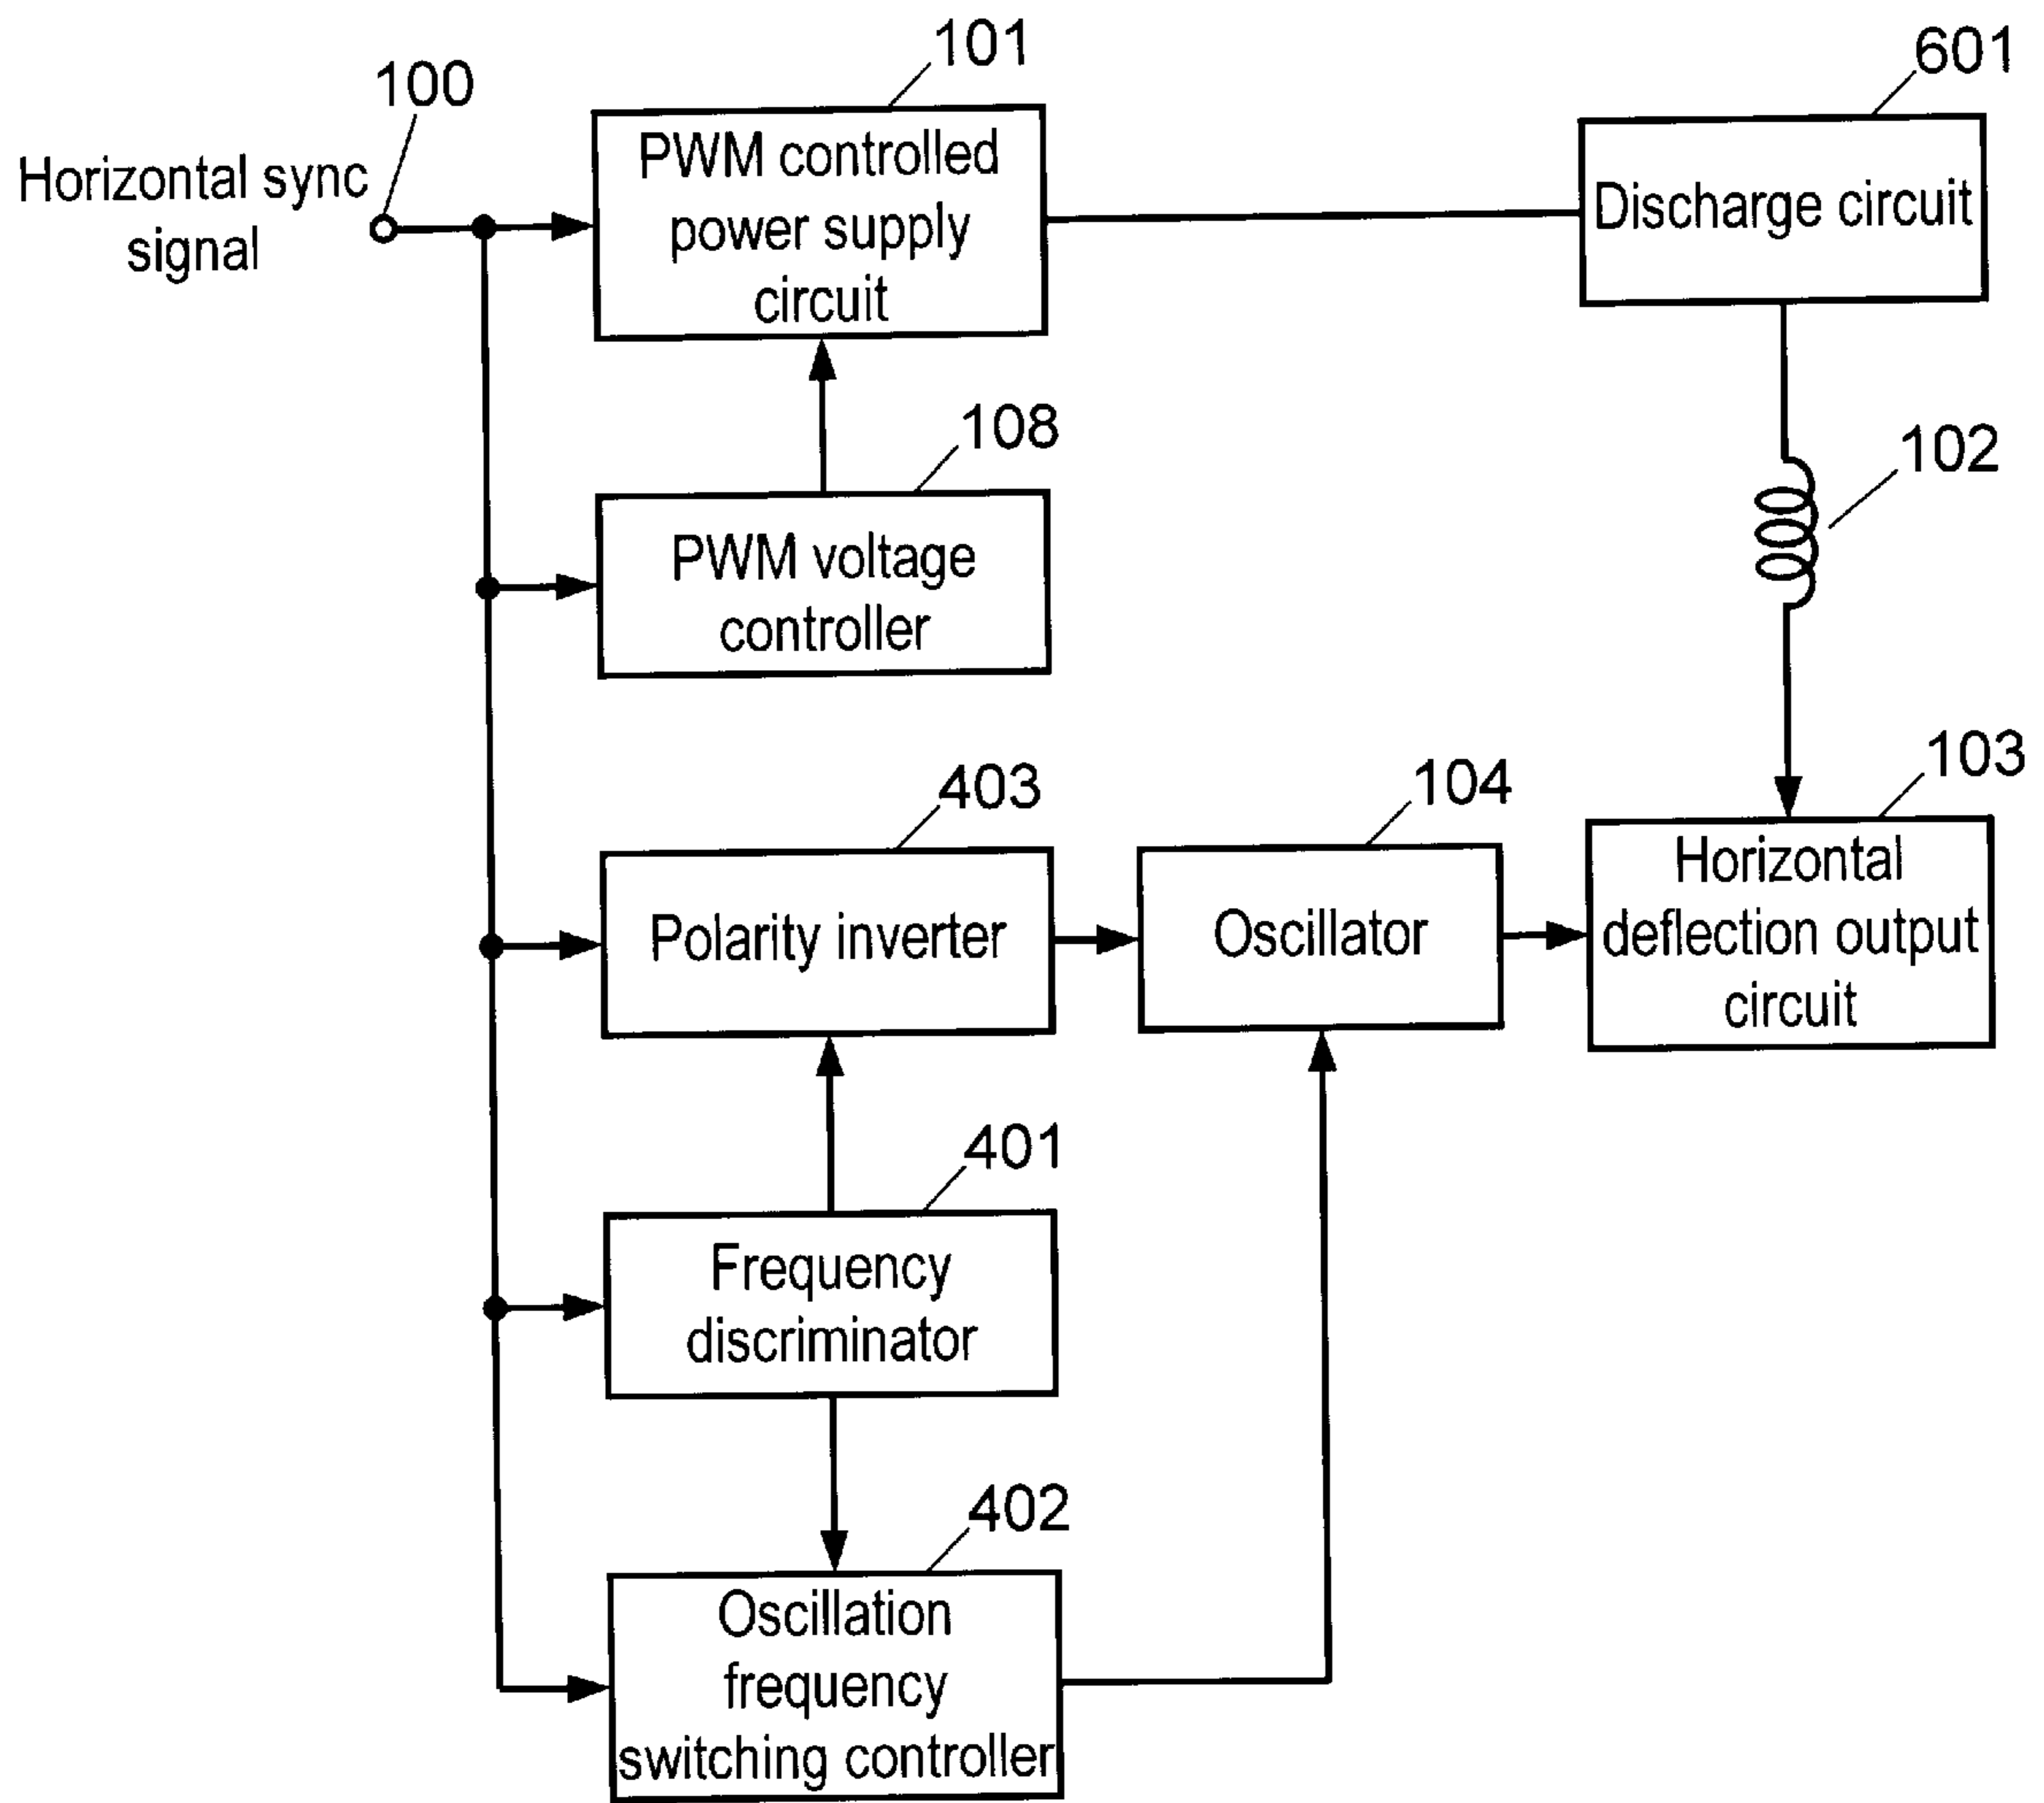 101
601
100
PWM controlled
power supply
circuit
Horizontal sync
signal
Discharge circuit
108
102
PWM voltage
controller
403
104
103
Polarity inverter
Oscillator
Horizontal
deflection output
circuit
401
Frequency
discriminator
402
Oscillation
frequency
switching controller